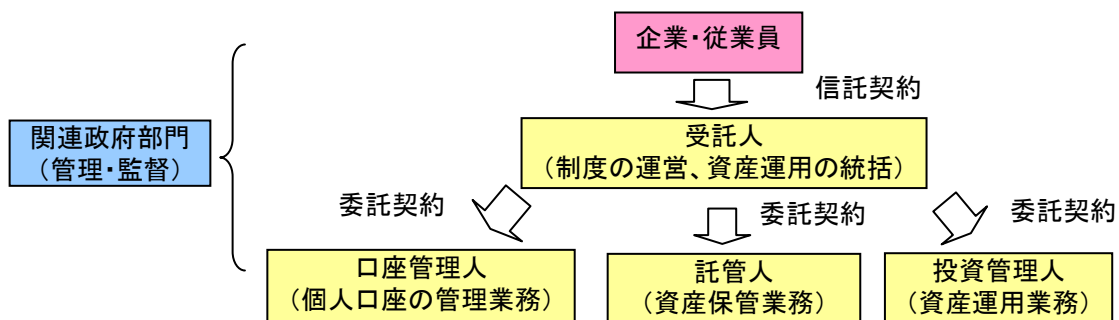 企業・従業員
信託契約
関連政府部門
（管理・監督）
受託人
（制度の運営、資産運用の統括）
委託契約
委託契約
委託契約
口座管理人
（個人口座の管理業務）
託管人
（資産保管業務）
投資管理人
（資産運用業務）